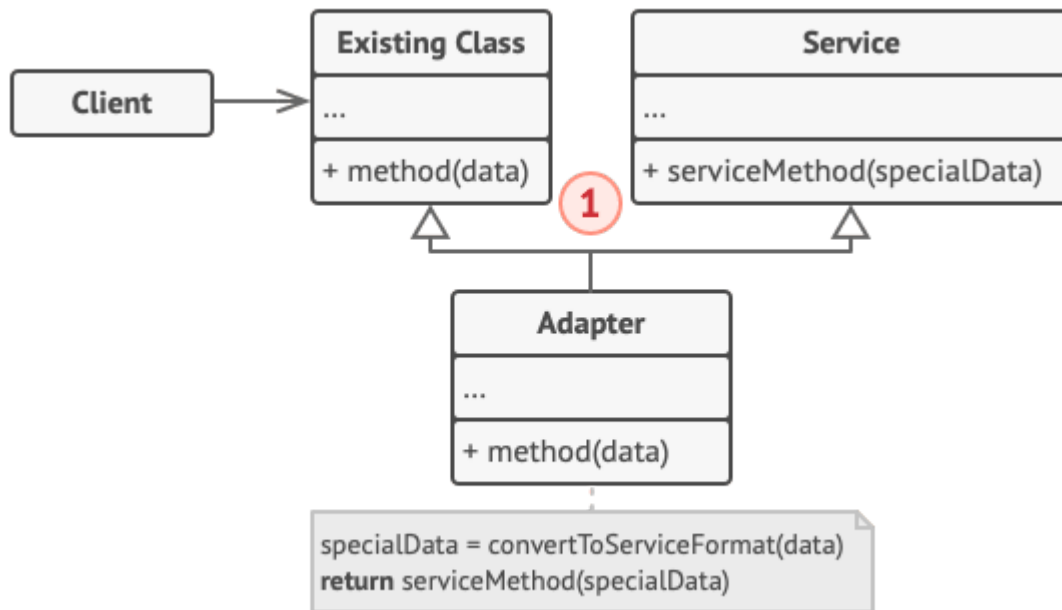 Client
Existing Class
...
+ method(data)
Service
...
+ serviceMethod(specialData)
1
Adapter
...
+ method(data)
specialData = convertToServiceFormat(data)
return serviceMethod(specialData)